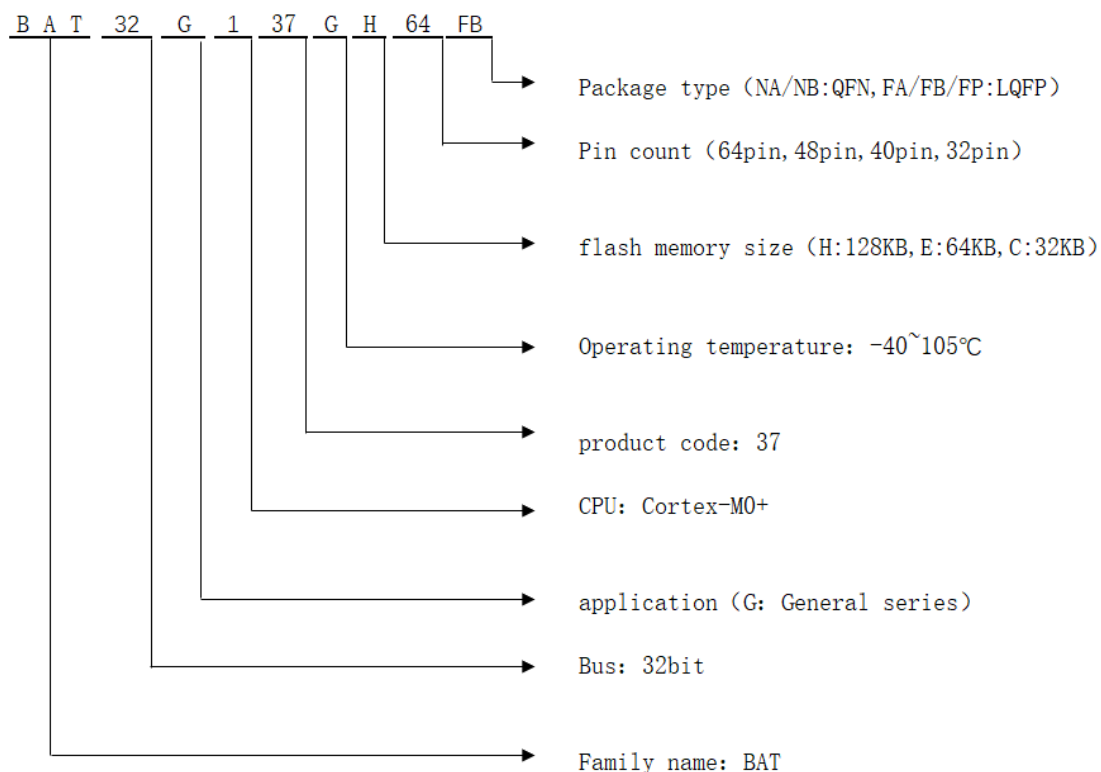 BAT 32 G 1 37 G H 64 FB
Package type（NA/NB:QFN,FA/FB/FP:LQFP）
Pin count（64pin,48pin,40pin,32pin）
flash memory size（H:128KB,E:64KB,C:32KB）
Operating temperature：-40~105℃
product code：37
CPU：Cortex-M0+
application（G：General series）
Bus：32bit
Family name：BAT